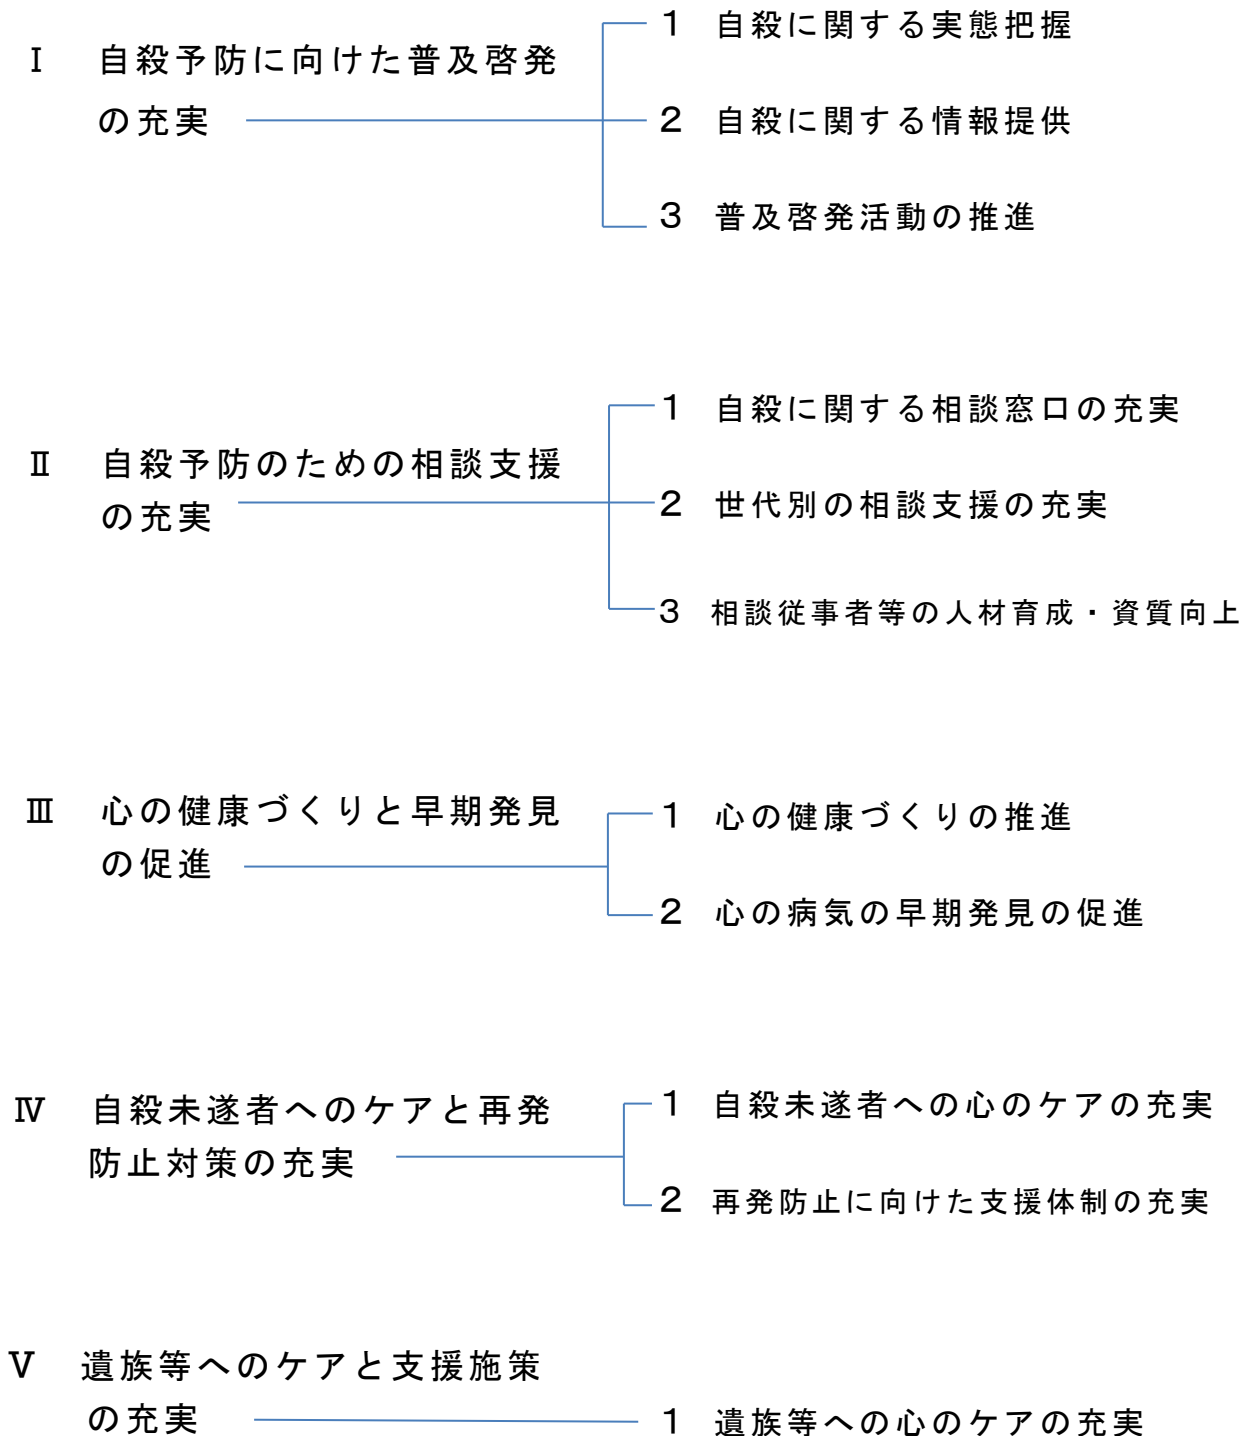 Ⅰ 自殺予防に向けた普及啓発
の充実
1 自殺に関する実態把握
2 自殺に関する情報提供
3 普及啓発活動の推進
Ⅱ 自殺予防のための相談支援
の充実
1 自殺に関する相談窓口の充実
2 世代別の相談支援の充実
3 相談従事者等の人材育成・資質向上
Ⅲ 心の健康づくりと早期発見
の促進
1 心の健康づくりの推進
2 心の病気の早期発見の促進
Ⅳ 自殺未遂者へのケアと再発
防止対策の充実
1 自殺未遂者への心のケアの充実
2 再発防止に向けた支援体制の充実
Ⅴ 遺族等へのケアと支援施策
の充実
1 遺族等への心のケアの充実